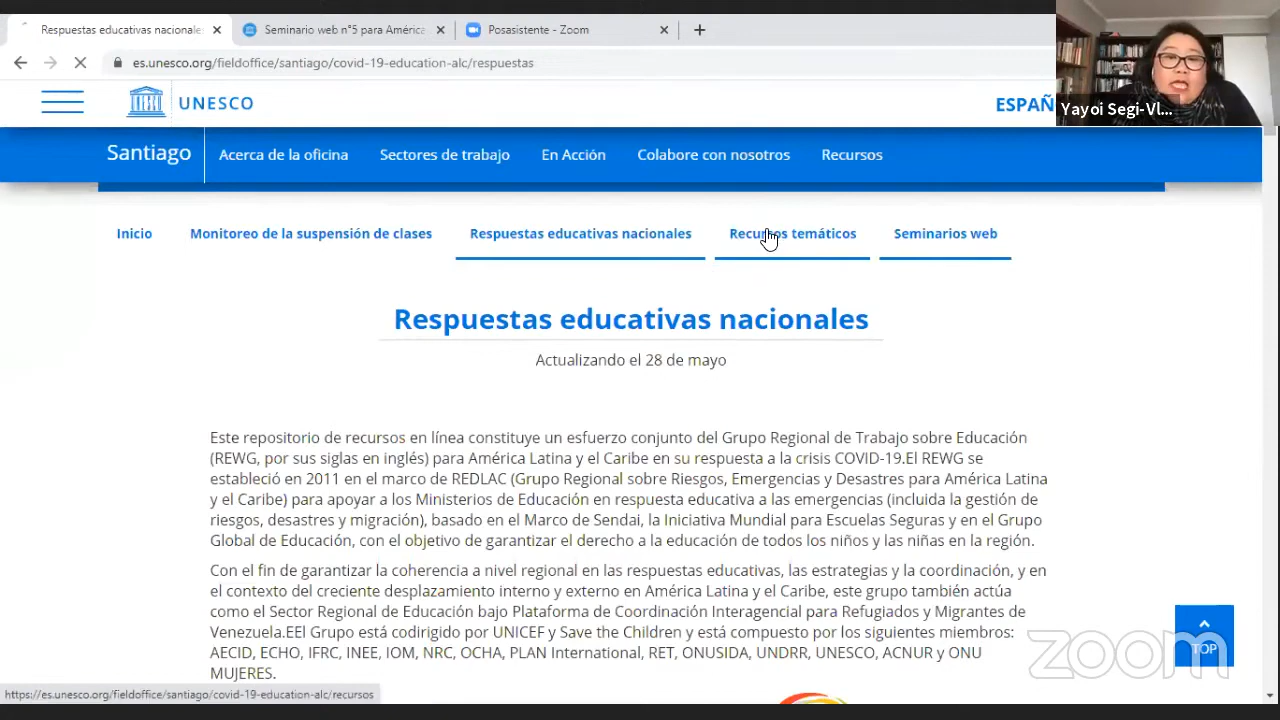 Respuestas educativas nacionale
Seminario web n°5 para América
Posasistente - Zoom
es.unesco.org/fieldoffice/santiago/covid-19-education-alc/respuestas
UNESCO
ESPAÑ
Yayoi Segi-Vl...
Santiago
Acerca de la oficina
Sectores de trabajo
En Acción
Colabore con nosotros
Recursos
Inicio
Monitoreo de la suspensión de clases
Respuestas educativas nacionales
Recursos temáticos
Seminarios web
Respuestas educativas nacionales
Actualizando el 28 de mayo
Este repositorio de recursos en línea constituye un esfuerzo conjunto del Grupo Regional de Trabajo sobre Educación
(REWG, por sus siglas en inglés) para América Latina y el Caribe en su respuesta a la crisis COVID-19.El REWG se
estableció en 2011 en el marco de REDLAC (Grupo Regional sobre Riesgos, Emergencias y Desastres para América Latina
y el Caribe) para apoyar a los Ministerios de Educación en respuesta educativa a las emergencias (incluida la gestión de
riesgos, desastres y migración), basado en el Marco de Sendai, la Iniciativa Mundial para Escuelas Seguras y en el Grupo
Global de Educación, con el objetivo de garantizar el derecho a la educación de todos los niños y las niñas en la región.
Con el fin de garantizar la coherencia a nivel regional en las respuestas educativas, las estrategias y la coordinación, y en
el contexto del creciente desplazamiento interno y externo en América Latina y el Caribe, este grupo también actúa
como el Sector Regional de Educación bajo Plataforma de Coordinación Interagencial para Refugiados y Migrantes de
Venezuela.EEl Grupo está codirigido por UNICEF y Save the Children y está compuesto por los siguientes miembros:
AECID, ECHO, IFRC, INEE, IOM, NRC, OCHA, PLAN International, RET, ONUSIDA, UNDRR, UNESCO, ACNUR y ONU
MUJERES.
TOP
zoom
https://es.unesco.org/fieldoffice/santiago/covid-19-education-alc/recursos